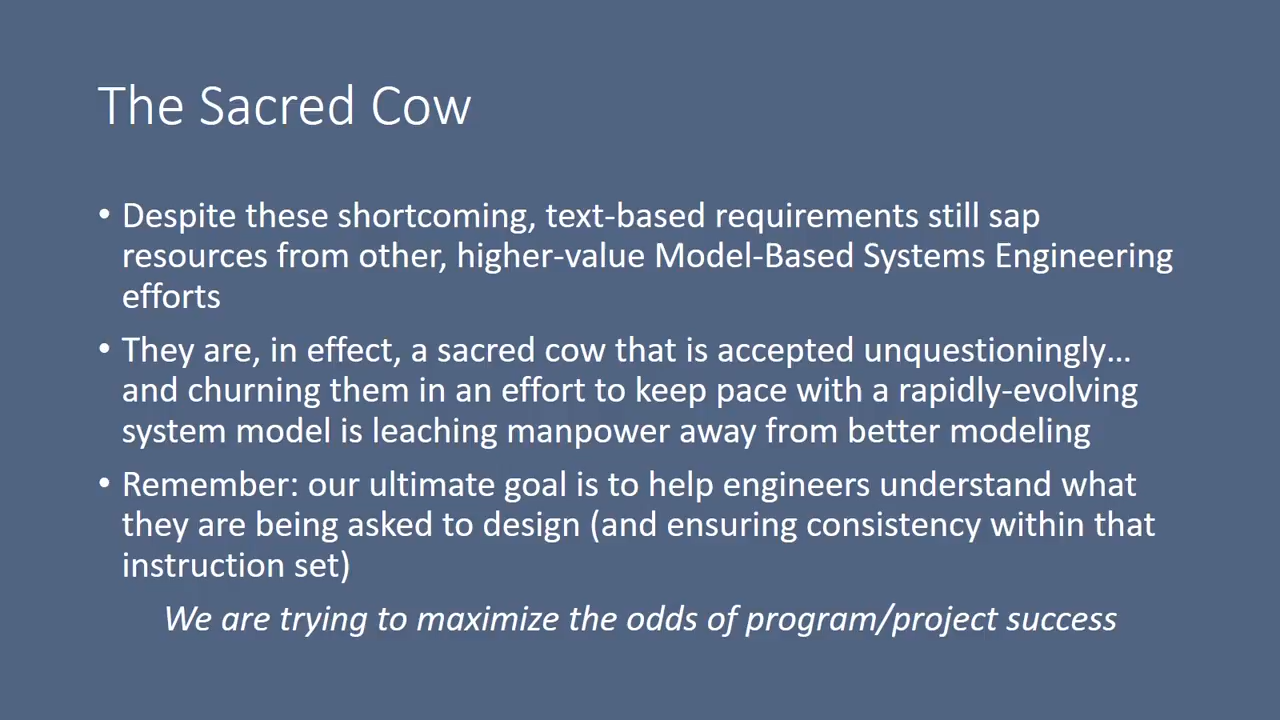 The Sacred Cow
• Despite these shortcoming, text-based requirements still sap
resources from other, higher-value Model-Based Systems Engineering
efforts
• They are, in effect, a sacred cow that is accepted unquestioningly…
and churning them in an effort to keep pace with a rapidly-evolving
system model is leaching manpower away from better modeling
• Remember: our ultimate goal is to help engineers understand what
they are being asked to design (and ensuring consistency within that
instruction set)
We are trying to maximize the odds of program/project success